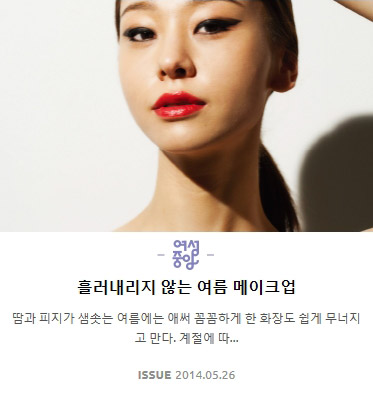 여성
중앙
흘러내리지 않는 여름 메이크업
땀과 피지가 샘솟는 여름에는 애써 꼼꼼하게 한 화장도 쉽게 무너지
고 만다. 계절에 따...
ISSUE 2014.05.26